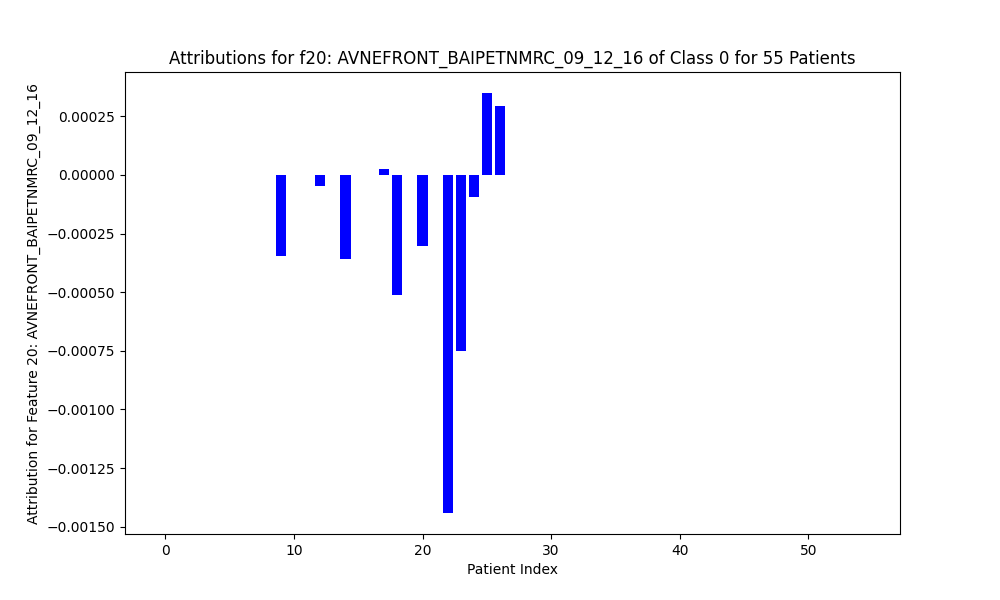 Attributions for f20: AVNEFRONT_BAIPETNMRC_09_12_16 of Class 0 for 55 Patients
Attribution for Feature 20: AVNEFRONT_BAIPETNMRC_09_12_16
0.00025
0.00000
−0.00025
−0.00050
−0.00075
−0.00100
−0.00125
−0.00150
0 10 20 30 40 50
Patient Index